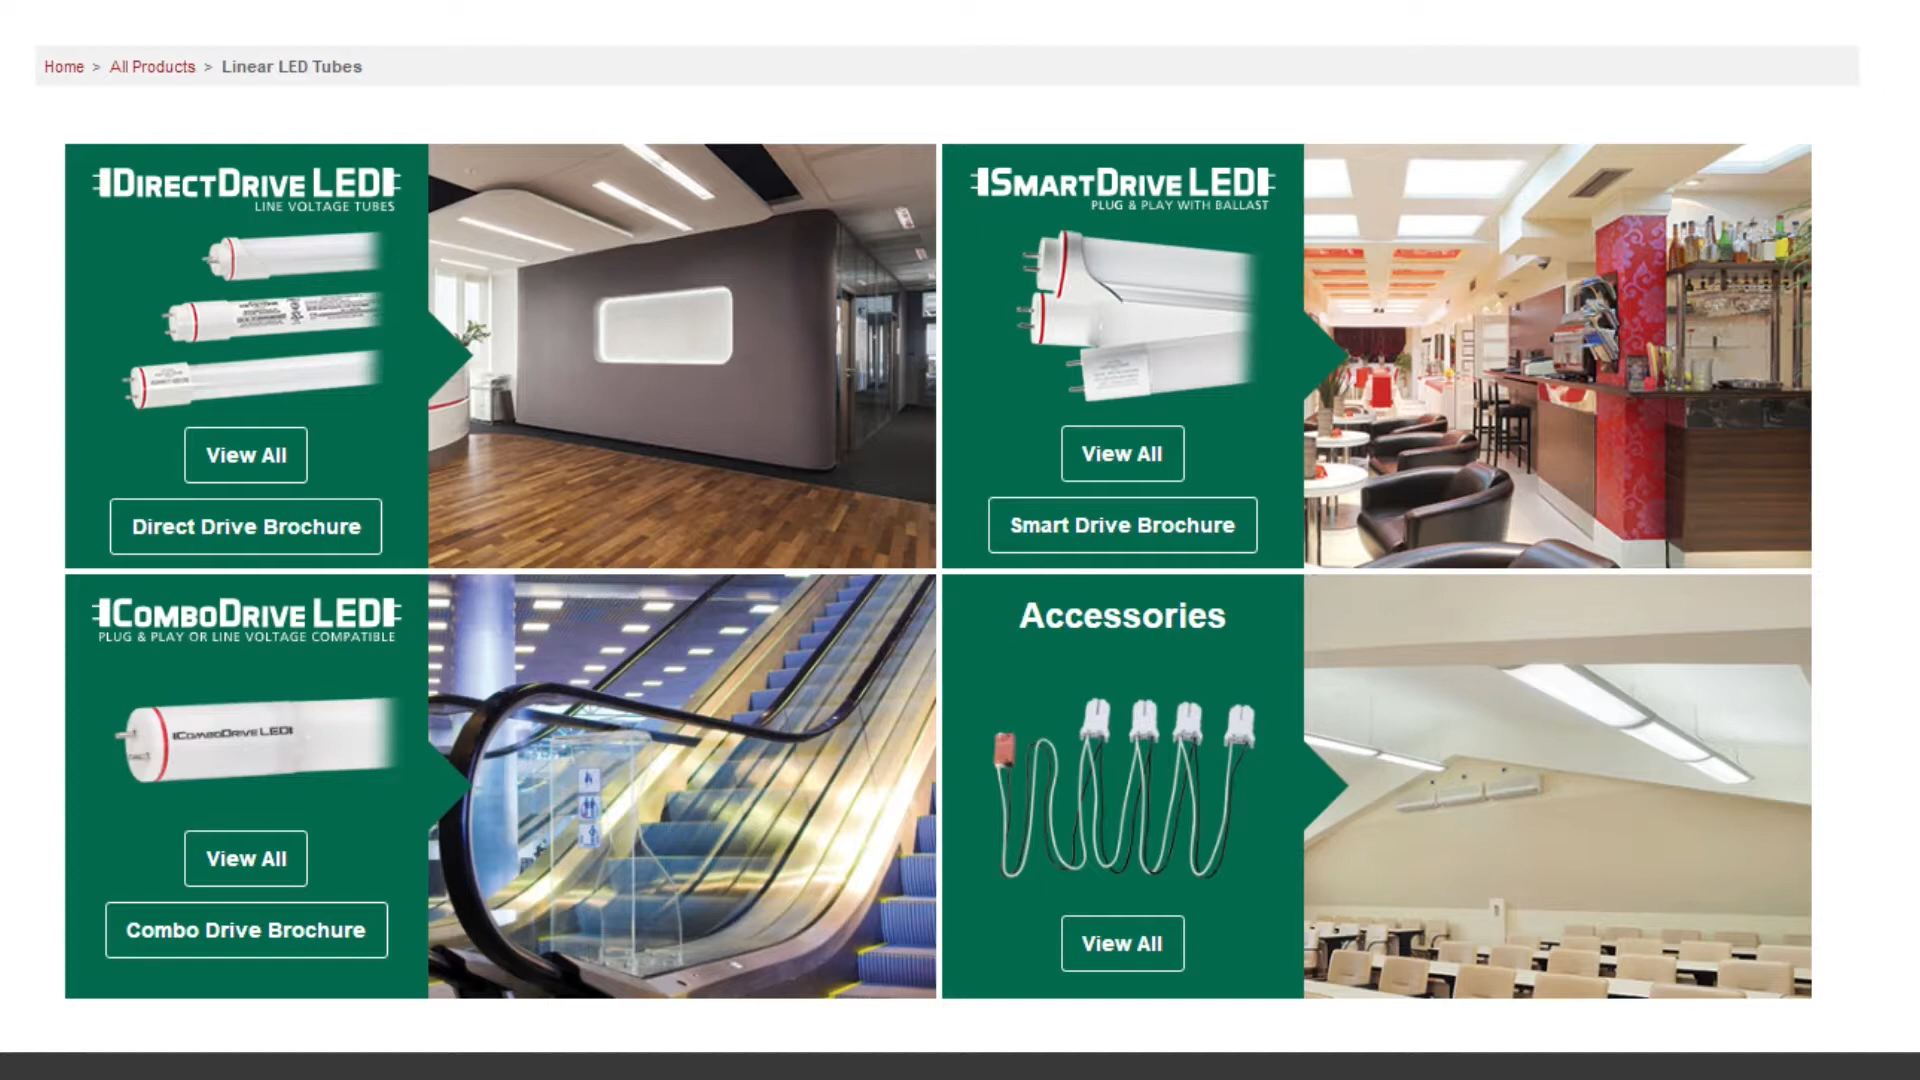 Home > All Products > Linear LED Tubes
DIRECTDRIVE LED
LINE VOLTAGE TUBES
View All
Direct Drive Brochure
SMARTDRIVE LED
PLUG & PLAY WITH BALLAST
View All
Smart Drive Brochure
COMBODRIVE LED
PLUG & PLAY OR LINE VOLTAGE COMPATIBLE
COMBODRIVE LED
View All
Combo Drive Brochure
Accessories
View All